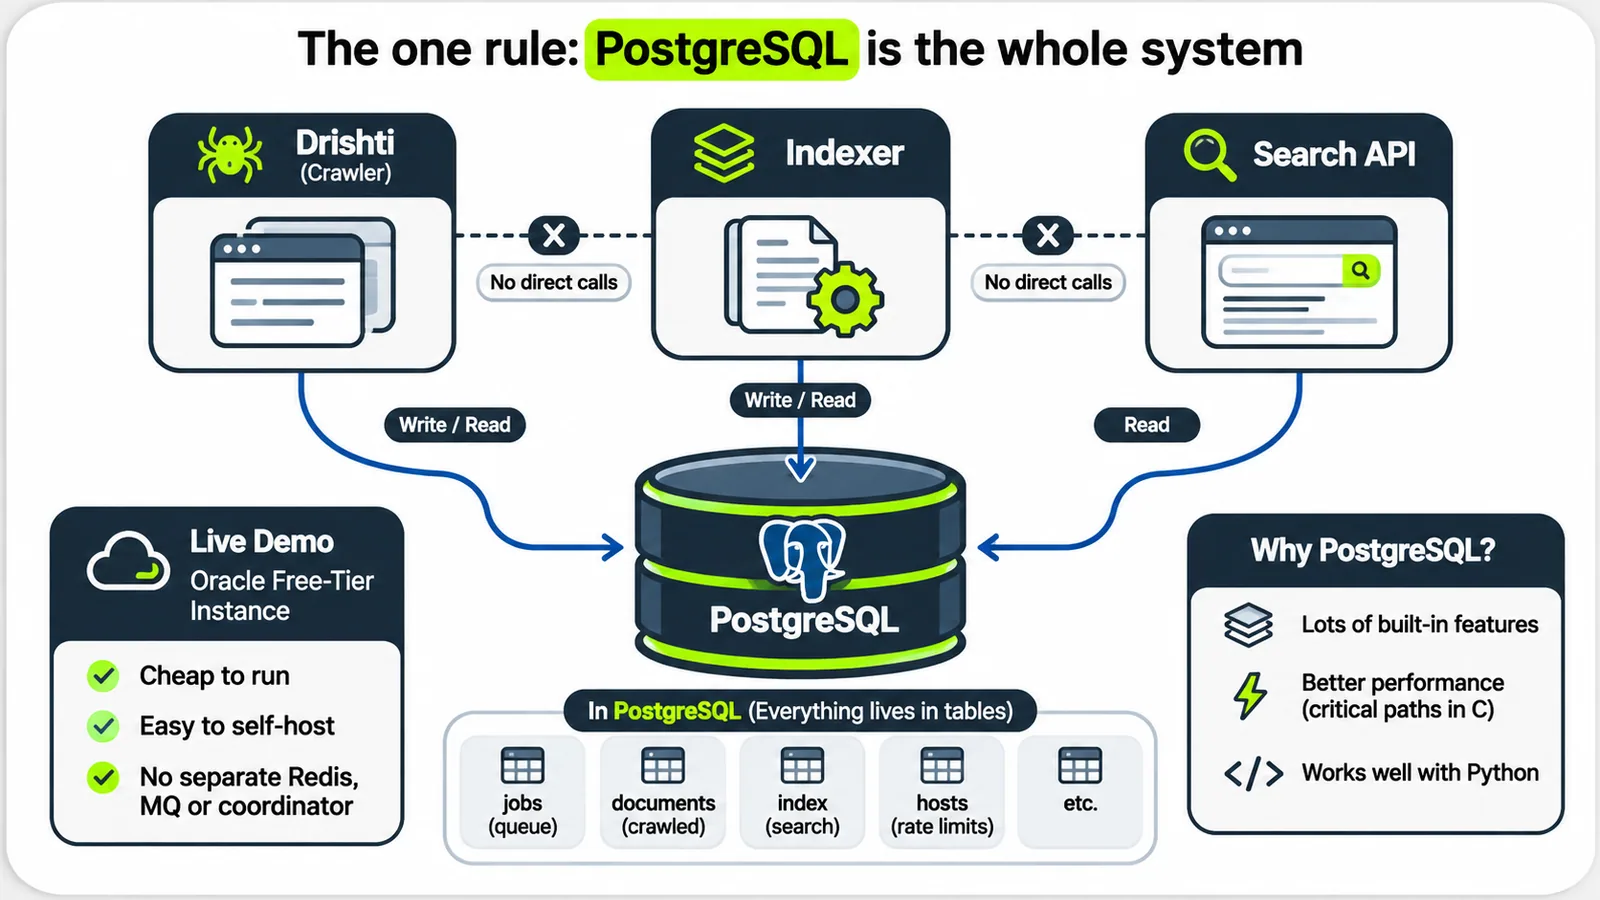 The one rule: PostgreSQL is the whole system
Drishti
(Crawler)
Indexer
Search API
X
No direct calls
X
No direct calls
Write / Read
Write / Read
Read
Live Demo
Oracle Free-Tier
Instance
Cheap to run
Easy to self-host
No separate Redis,
MQ or coordinator
PostgreSQL
In PostgreSQL (Everything lives in tables)
jobs
(queue)
documents
(crawled)
index
(search)
hosts
(rate limits)
etc.
Why PostgreSQL?
Lots of built-in features
Better performance
(critical paths in C)
</> Works well with Python